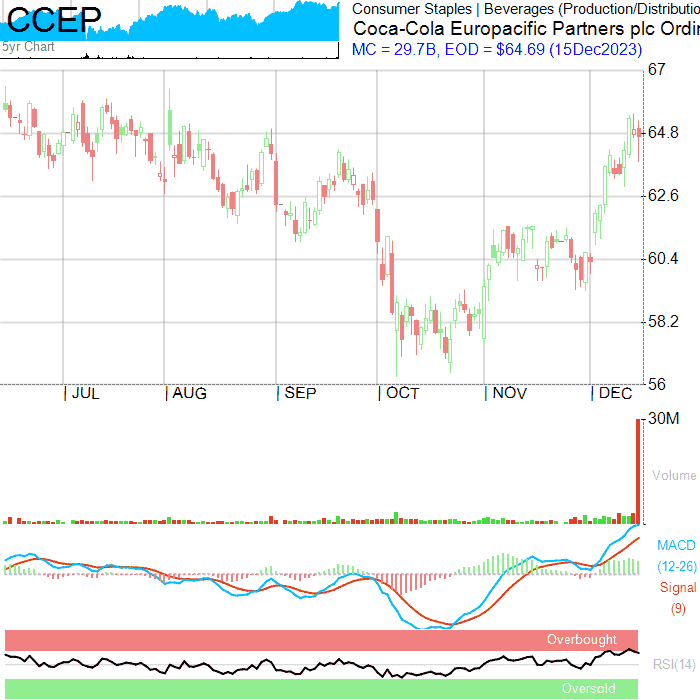 CCEP
5yr Chart
Consumer Staples | Beverages (Production/Distributio
Coca-Cola Europacific Partners plc Ordin
MC = 29.7B, EOD = $64.69 (15Dec2023)
67
64.8
62.6
60.4
58.2
56
JUL AUG SEP OCT NOV DEC
30M
Volume
MACD
(12-26)
Signal
(9)
Overbought
RSI(14)
Oversold